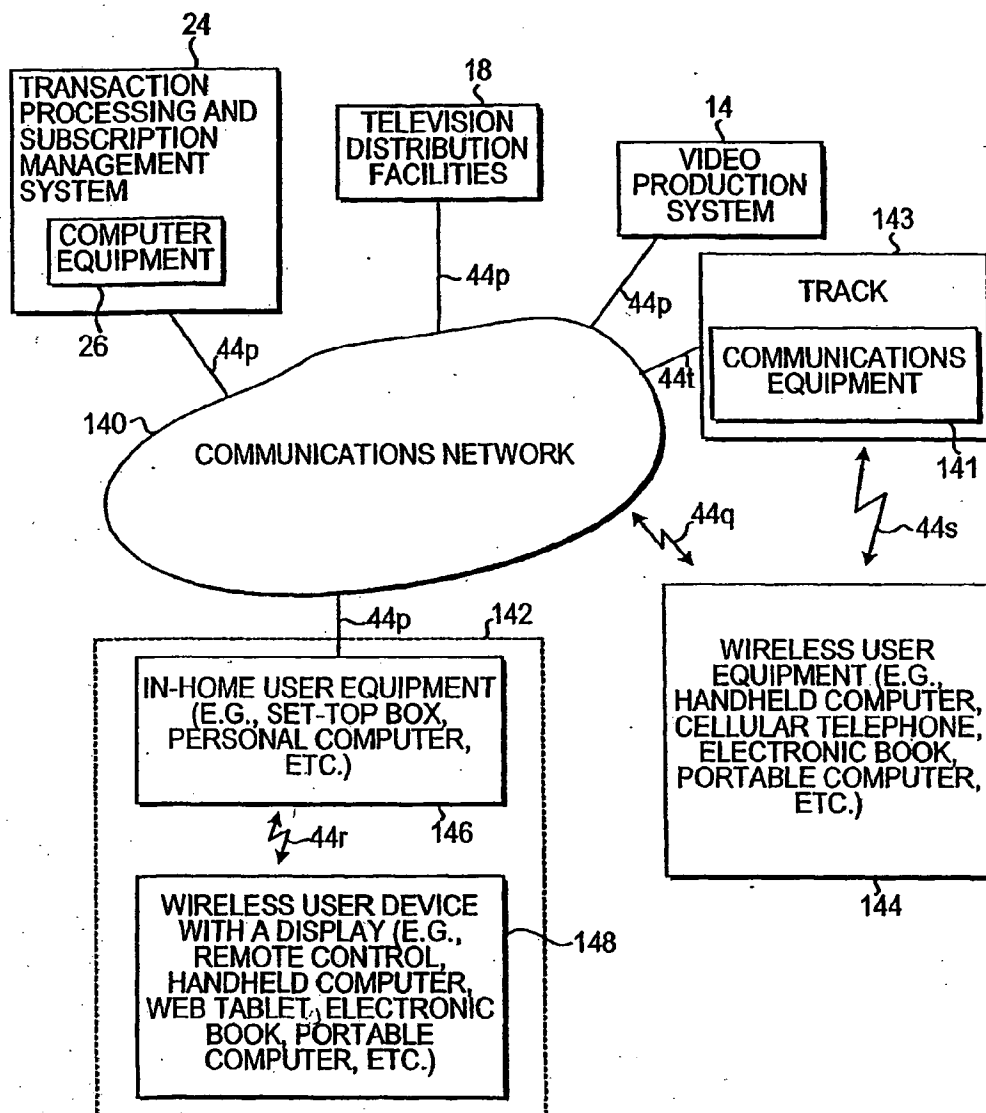 24
TRANSACTION
PROCESSING AND
SUBSCRIPTION
MANAGEMENT
SYSTEM
COMPUTER
EQUIPMENT
26
44p
18
TELEVISION
DISTRIBUTION
FACILITIES
44p
14
VIDEO
PRODUCTION
SYSTEM
44p
143
TRACK
COMMUNICATIONS
EQUIPMENT
141
44t
140
COMMUNICATIONS NETWORK
44q
44s
44p
142
IN-HOME USER EQUIPMENT
(E.G., SET-TOP BOX,
PERSONAL COMPUTER,
ETC.)
146
44r
WIRELESS USER DEVICE
WITH A DISPLAY (E.G.,
REMOTE CONTROL,
HANDHELD COMPUTER,
WEB TABLET, ELECTRONIC
BOOK, PORTABLE
COMPUTER, ETC.)
148
WIRELESS USER
EQUIPMENT (E.G.,
HANDHELD COMPUTER,
CELLULAR TELEPHONE,
ELECTRONIC BOOK,
PORTABLE COMPUTER,
ETC.)
144